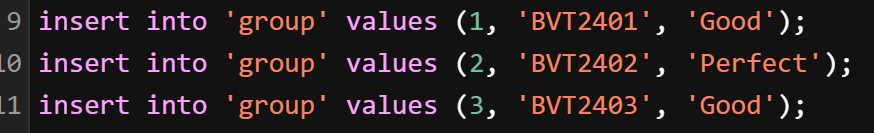 9 insert into 'group' values (1, 'BVT2401', 'Good');
10 insert into 'group' values (2, 'BVT2402', 'Perfect');
11 insert into 'group' values (3, 'BVT2403', 'Good');